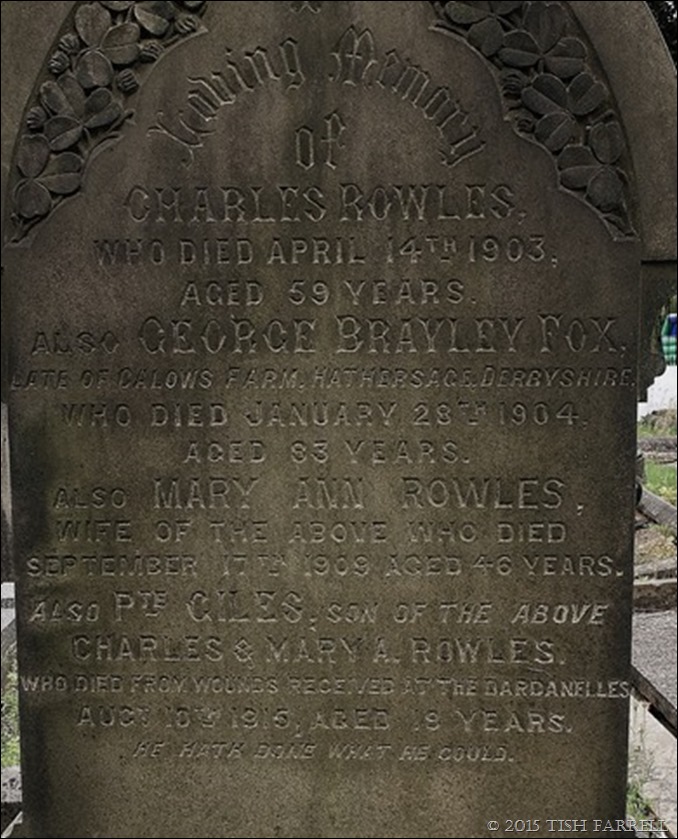 Loving Memory
of
CHARLES ROWLES,
WHO DIED APRIL 14TH 1903,
AGED 59 YEARS.
ALSO GEORGE BRAYLEY FOX,
LATE OF CALOWS FARM, HATHERSAGE, DERBYSHIRE.
WHO DIED JANUARY 28TH 1904.
AGED 83 YEARS.
ALSO MARY ANN ROWLES,
WIFE OF THE ABOVE WHO DIED
SEPTEMBER 17TH 1909 AGED 46 YEARS.
ALSO PTE GILES, SON OF THE ABOVE
CHARLES & MARY A. ROWLES.
WHO DIED FROM WOUNDS RECEIVED AT THE DARDANELLES
AUGT 10TH 1915, AGED 19 YEARS.
HE HATH DONE WHAT HE COULD.
© 2015 TISH FARRELL